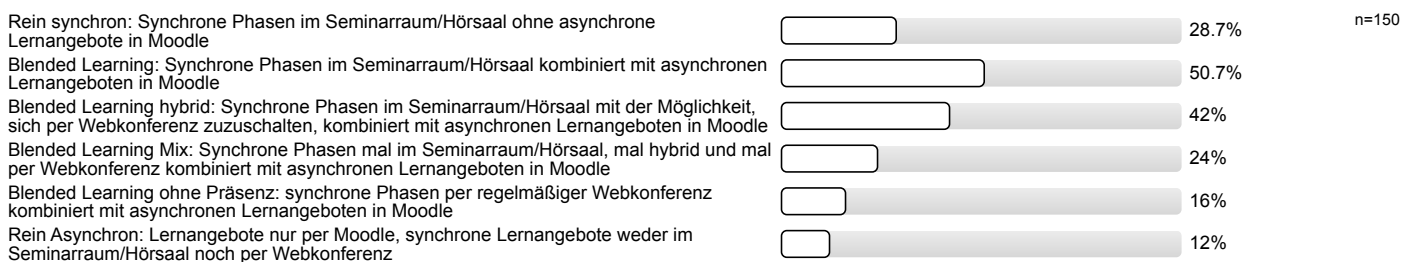 Rein synchron: Synchrone Phasen im Seminarraum/Hörsaal ohne asynchrone
Lernangebote in Moodle
28.7%
n=150
Blended Learning: Synchrone Phasen im Seminarraum/Hörsaal kombiniert mit asynchronen
Lernangeboten in Moodle
50.7%
Blended Learning hybrid: Synchrone Phasen im Seminarraum/Hörsaal mit der Möglichkeit,
sich per Webkonferenz zuzuschalten, kombiniert mit asynchronen Lernangeboten in Moodle
42%
Blended Learning Mix: Synchrone Phasen mal im Seminarraum/Hörsaal, mal hybrid und mal
per Webkonferenz kombiniert mit asynchronen Lernangeboten in Moodle
24%
Blended Learning ohne Präsenz: synchrone Phasen per regelmäßiger Webkonferenz
kombiniert mit asynchronen Lernangeboten in Moodle
16%
Rein Asynchron: Lernangebote nur per Moodle, synchrone Lernangebote weder im
Seminarraum/Hörsaal noch per Webkonferenz
12%